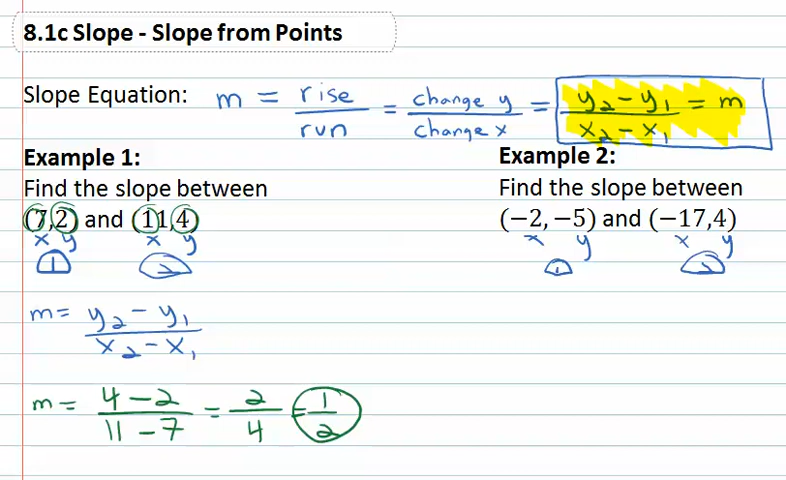 8.1c Slope - Slope from Points
Slope Equation: m = rise/run = change y/change x = y₂ - y₁/x₂ - x₁ = m
Example 1:
Find the slope between
(7,2) and (11,4)
x y x y
1 2
m = y₂ - y₁/x₂ - x₁
m = 4 - 2/11 - 7 = 2/4 = 1/2
Example 2:
Find the slope between
(−2, −5) and (−17,4)
x y x y
1 2